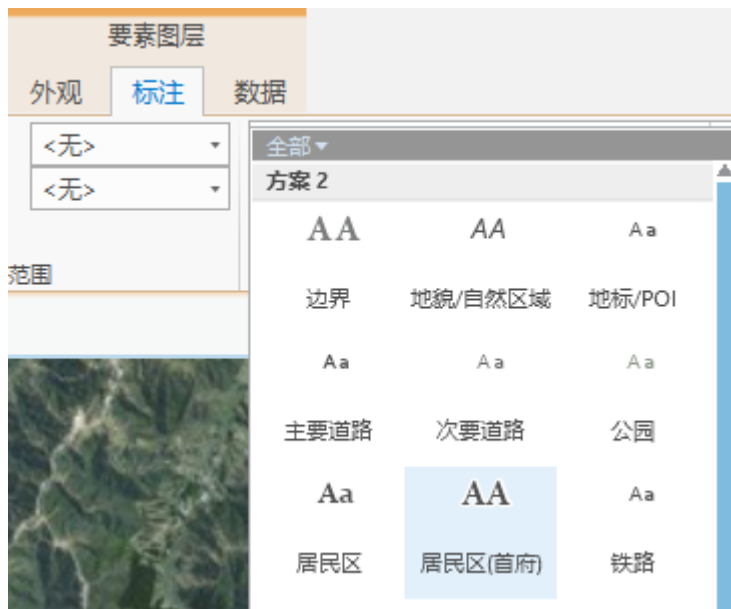 要素图层
外观 标注 数据
<无>
<无>
范围
全部
方案 2
AA AA Aa
边界 地貌/自然区域 地标/POI
Aa Aa Aa
主要道路 次要道路 公园
Aa AA Aa
居民区 居民区(首府) 铁路